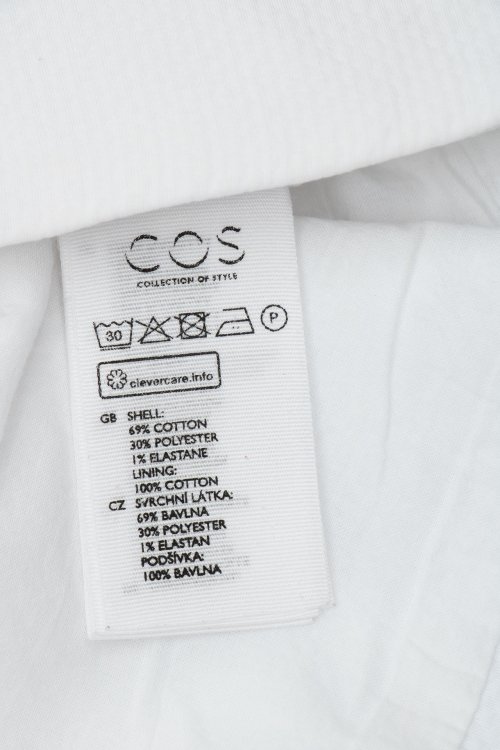 COS
COLLECTION OF STYLE
30 P
clevercare.info
GB SHELL:
69% COTTON
30% POLYESTER
1% ELASTANE
LINING:
100% COTTON
CZ SVRCHNÍ LÁTKA:
69% BAVLNA
30% POLYESTER
1% ELASTAN
PODŠÍVKA:
100% BAVLNA